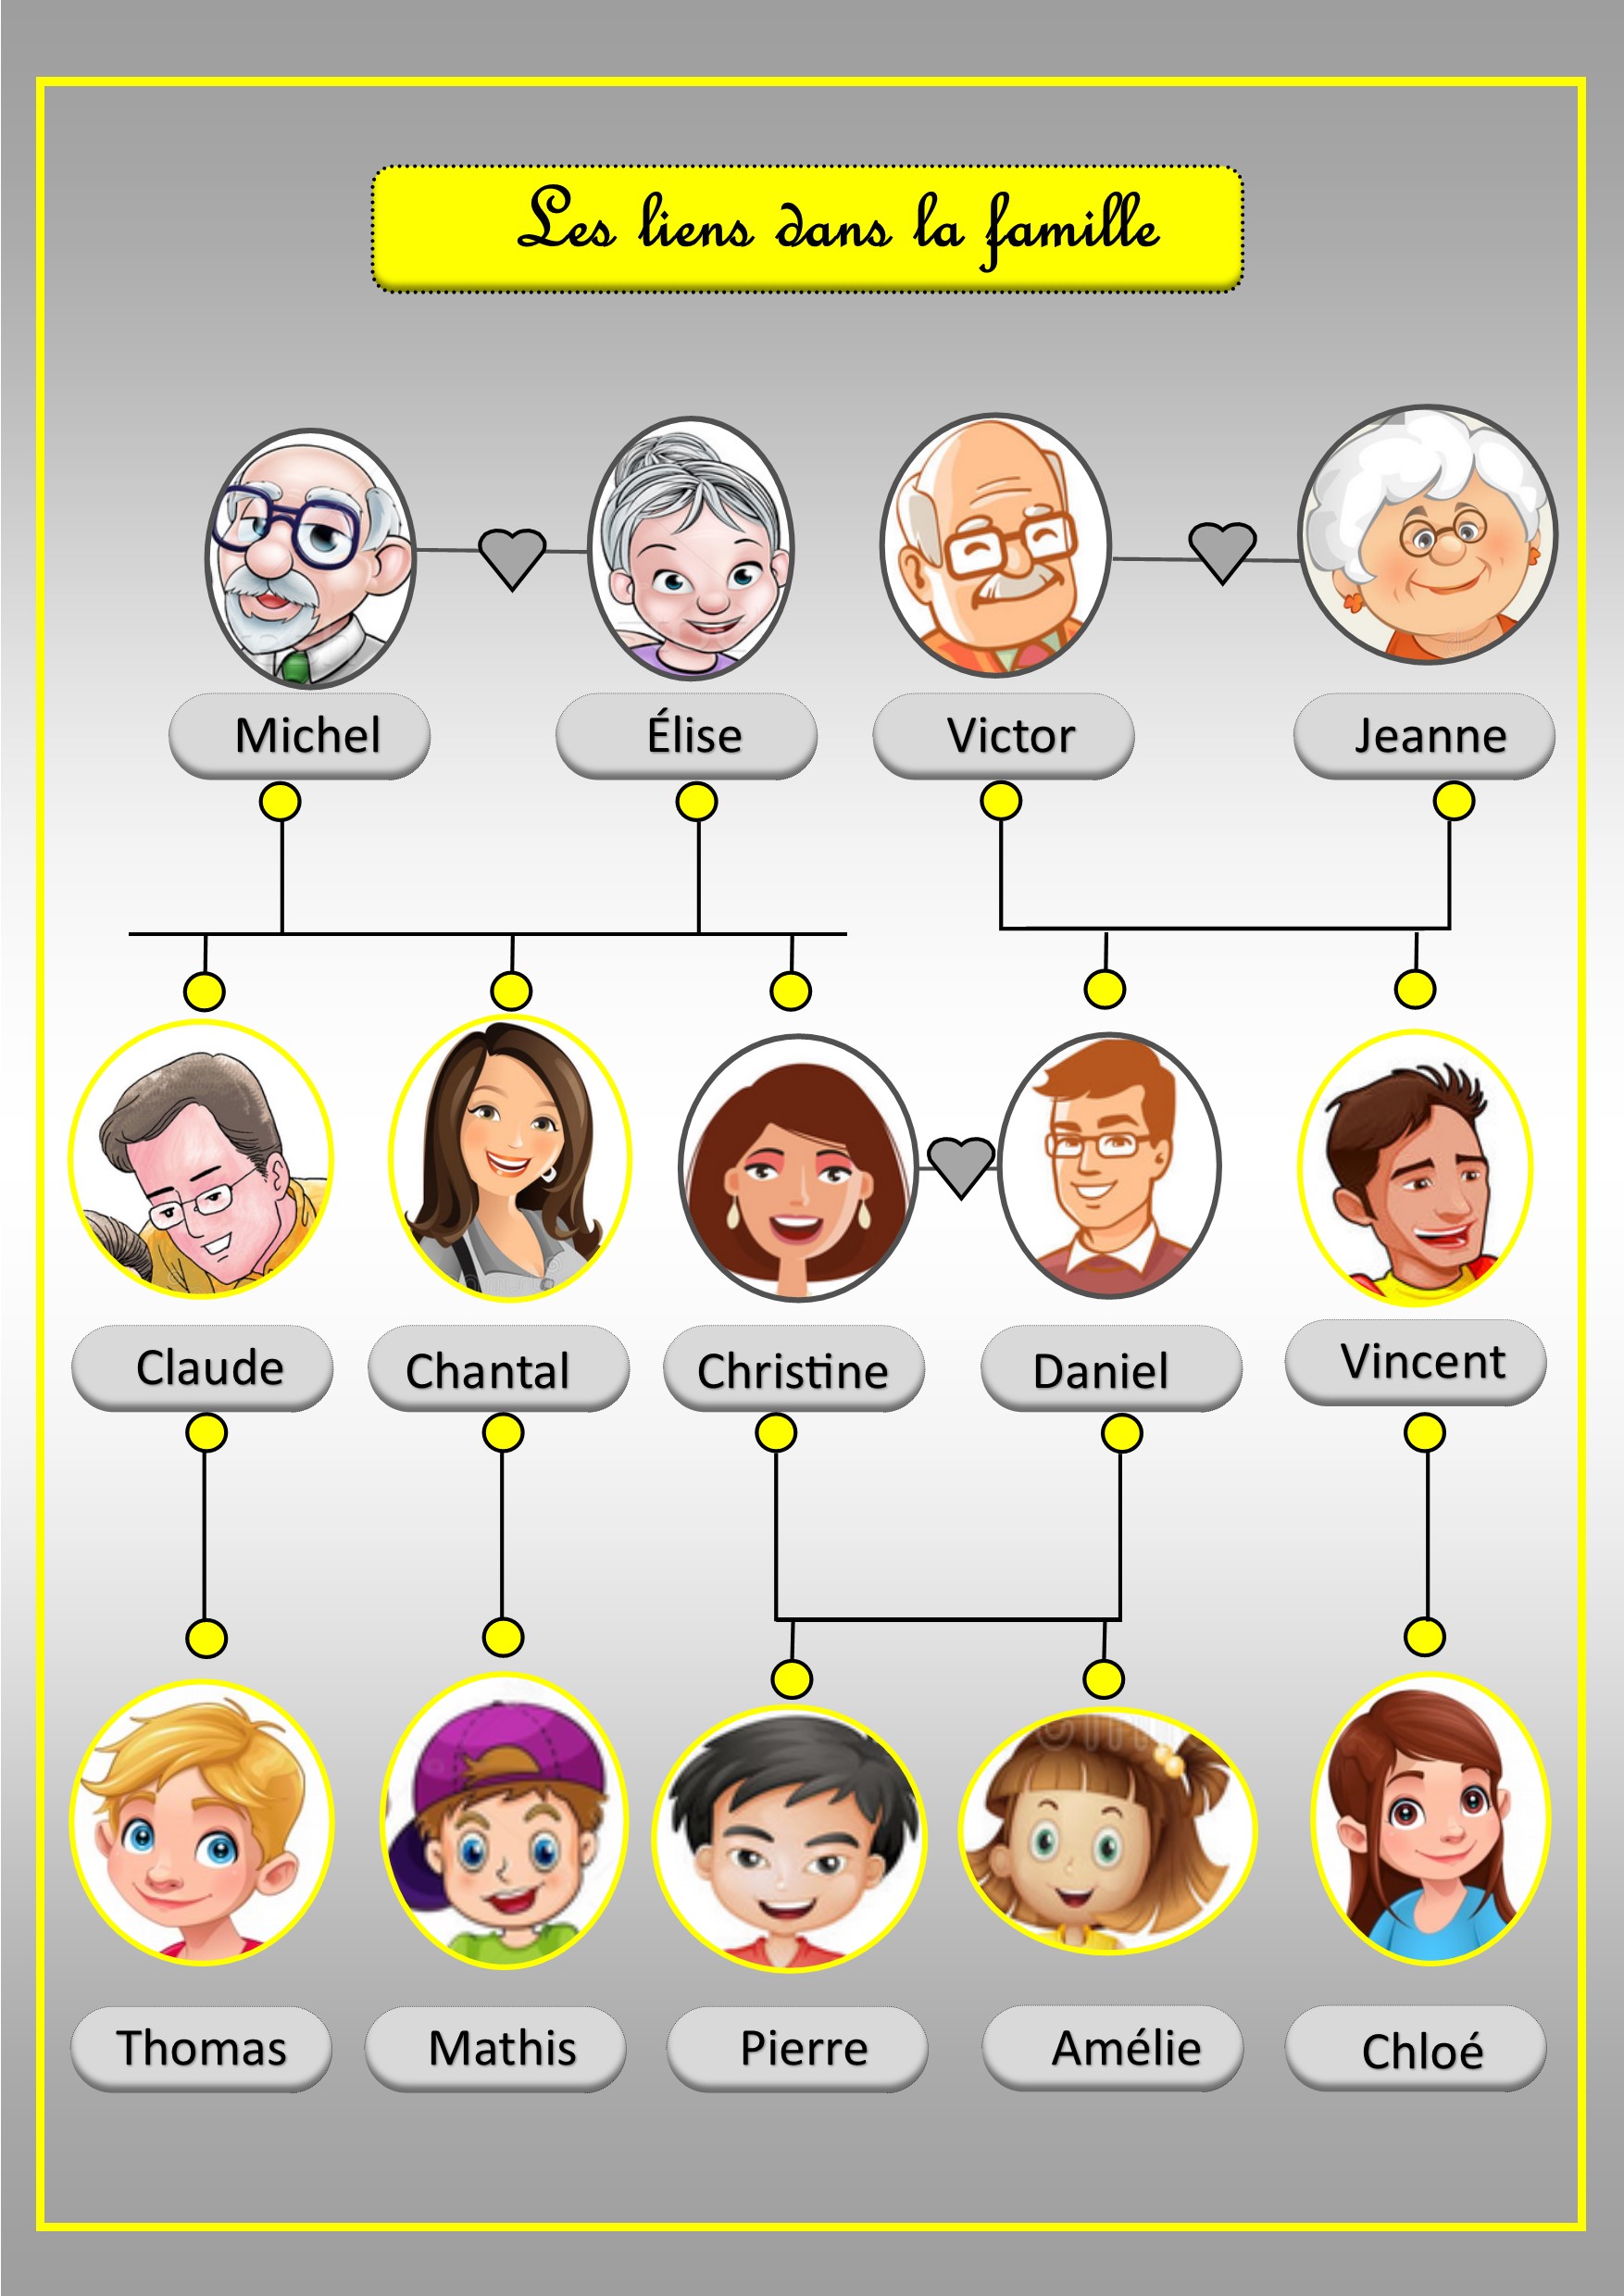 Les liens dans la famille
Michel
Élise
Victor
Jeanne
Claude
Chantal
Christine
Daniel
Vincent
Thomas
Mathis
Pierre
Amélie
Chloé